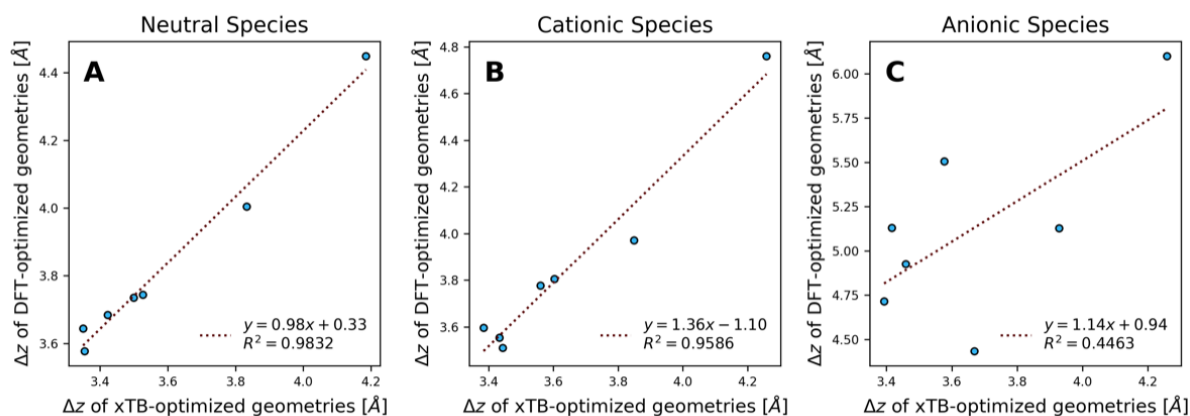 Neutral Species
A
Δz of DFT-optimized geometries [Å]
4.4
4.2
4.0
3.8
3.6
y = 0.98x + 0.33
R² = 0.9832
3.4 3.6 3.8 4.0 4.2
Δz of xTB-optimized geometries [Å]
Cationic Species
B
Δz of DFT-optimized geometries [Å]
4.8
4.6
4.4
4.2
4.0
3.8
3.6
y = 1.36x − 1.10
R² = 0.9586
3.4 3.6 3.8 4.0 4.2
Δz of xTB-optimized geometries [Å]
Anionic Species
C
Δz of DFT-optimized geometries [Å]
6.00
5.75
5.50
5.25
5.00
4.75
4.50
y = 1.14x + 0.94
R² = 0.4463
3.4 3.6 3.8 4.0 4.2
Δz of xTB-optimized geometries [Å]